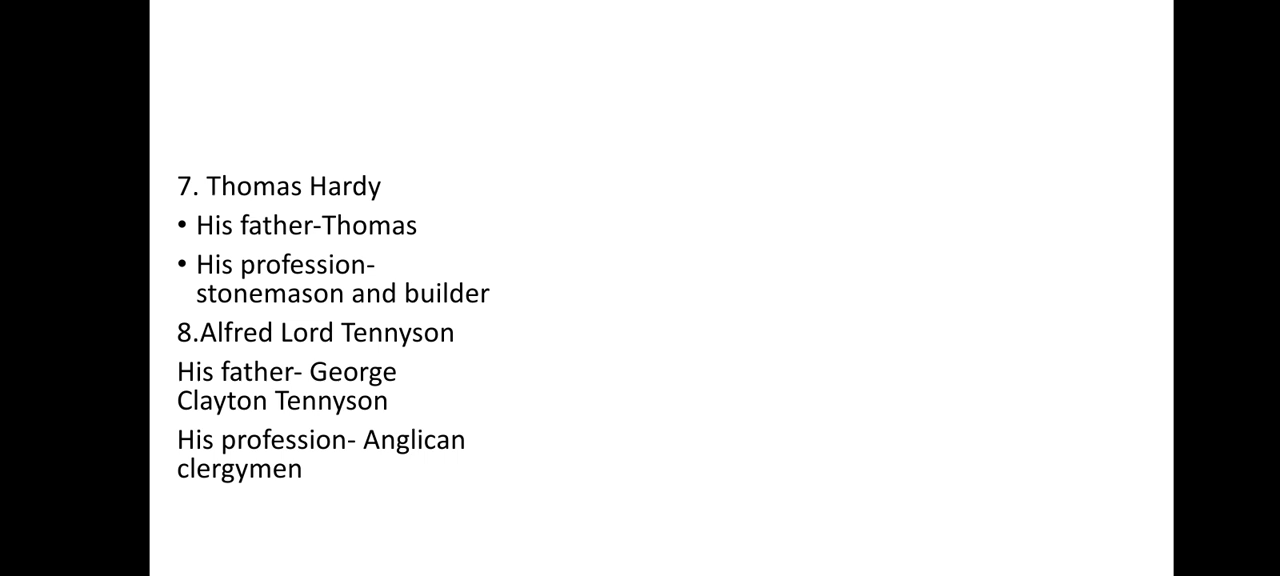 7. Thomas Hardy
• His father-Thomas
• His profession-
stonemason and builder
8.Alfred Lord Tennyson
His father- George
Clayton Tennyson
His profession- Anglican
clergymen